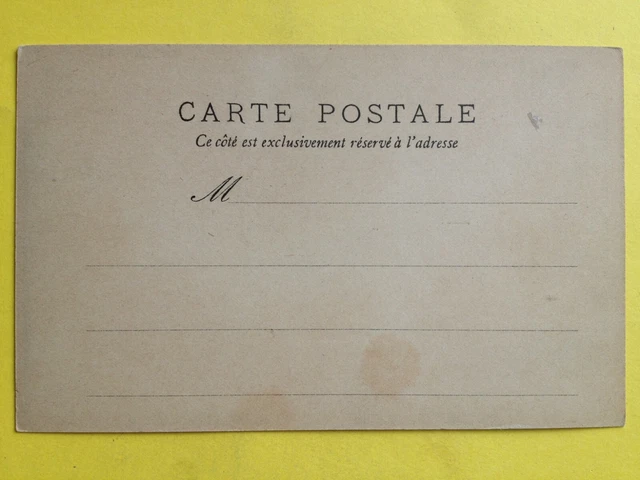 CARTE POSTALE
Ce côté est exclusivement réservé à l'adresse
M